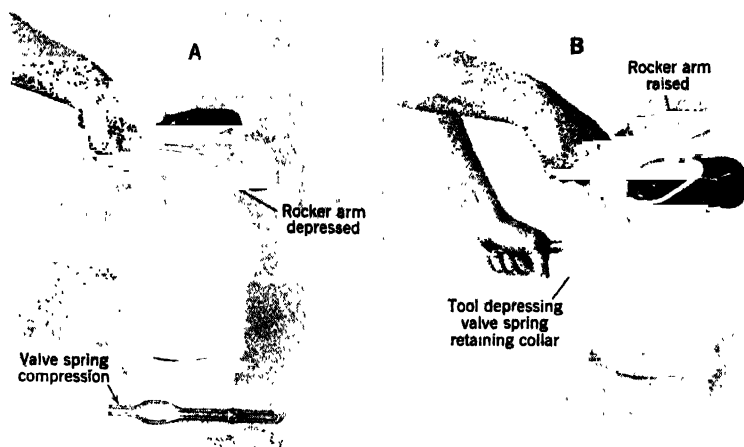 A
B
Rocker arm
raised
Rocker arm
depressed
Tool depressing
valve spring
retaining collar
Valve spring
compression